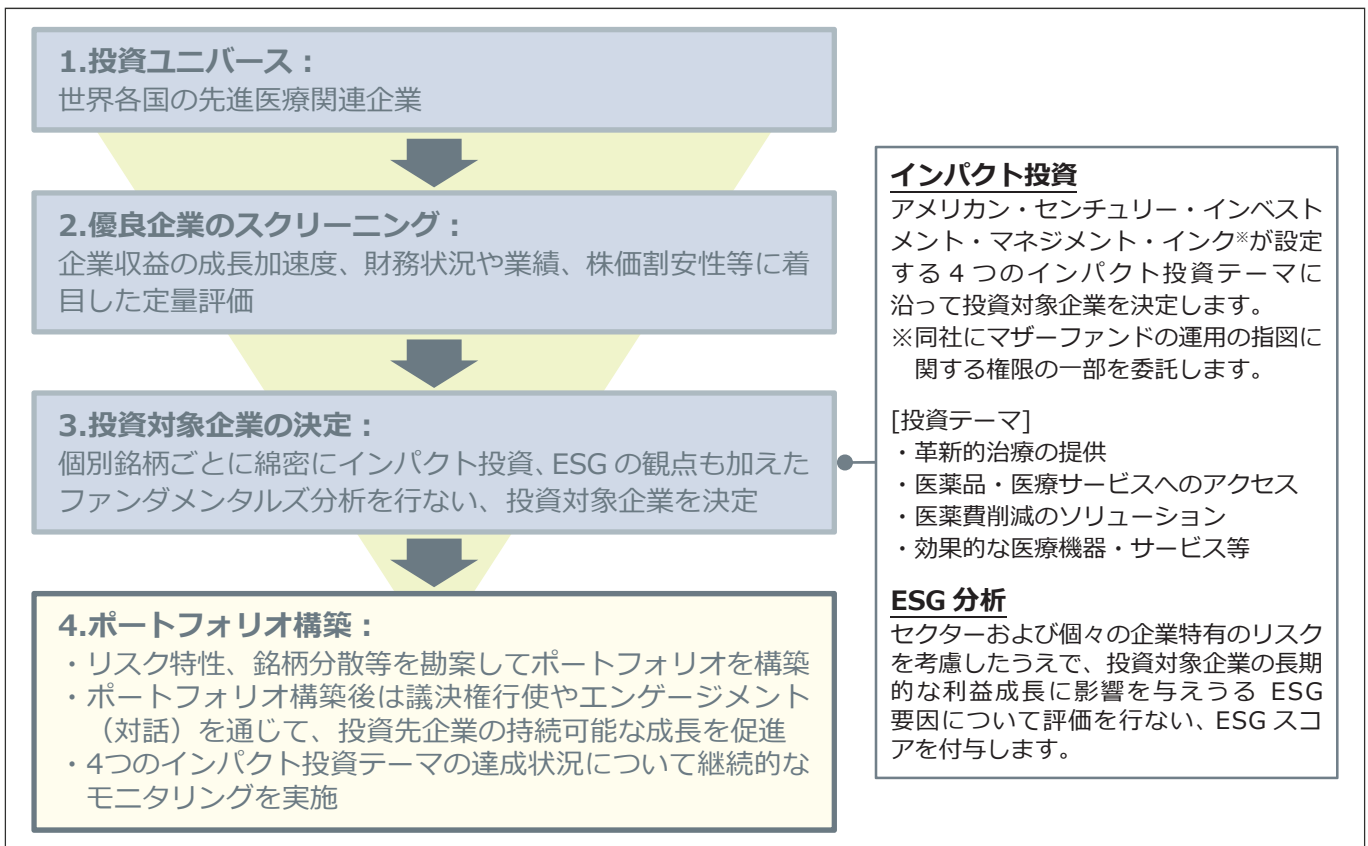 1.投資ユニバース：
世界各国の先進医療関連企業
2.優良企業のスクリーニング：
企業収益の成長加速度、財務状況や業績、株価割安性等に着
目した定量評価
3.投資対象企業の決定：
個別銘柄ごとに綿密にインパクト投資、ESG の観点も加えた
ファンダメンタルズ分析を行ない、投資対象企業を決定
4.ポートフォリオ構築：
・リスク特性、銘柄分散等を勘案してポートフォリオを構築
・ポートフォリオ構築後は議決権行使やエンゲージメント
（対話）を通じて、投資先企業の持続可能な成長を促進
・4つのインパクト投資テーマの達成状況について継続的な
モニタリングを実施
インパクト投資
アメリカン・センチュリー・インベスト
メント・マネジメント・インク※が設定
する 4 つのインパクト投資テーマに
沿って投資対象企業を決定します。
※同社にマザーファンドの運用の指図に
関する権限の一部を委託します。
[投資テーマ]
・革新的治療の提供
・医薬品・医療サービスへのアクセス
・医薬費削減のソリューション
・効果的な医療機器・サービス等
ESG 分析
セクターおよび個々の企業特有のリスク
を考慮したうえで、投資対象企業の長期
的な利益成長に影響を与えうる ESG
要因について評価を行ない、ESG スコ
アを付与します。